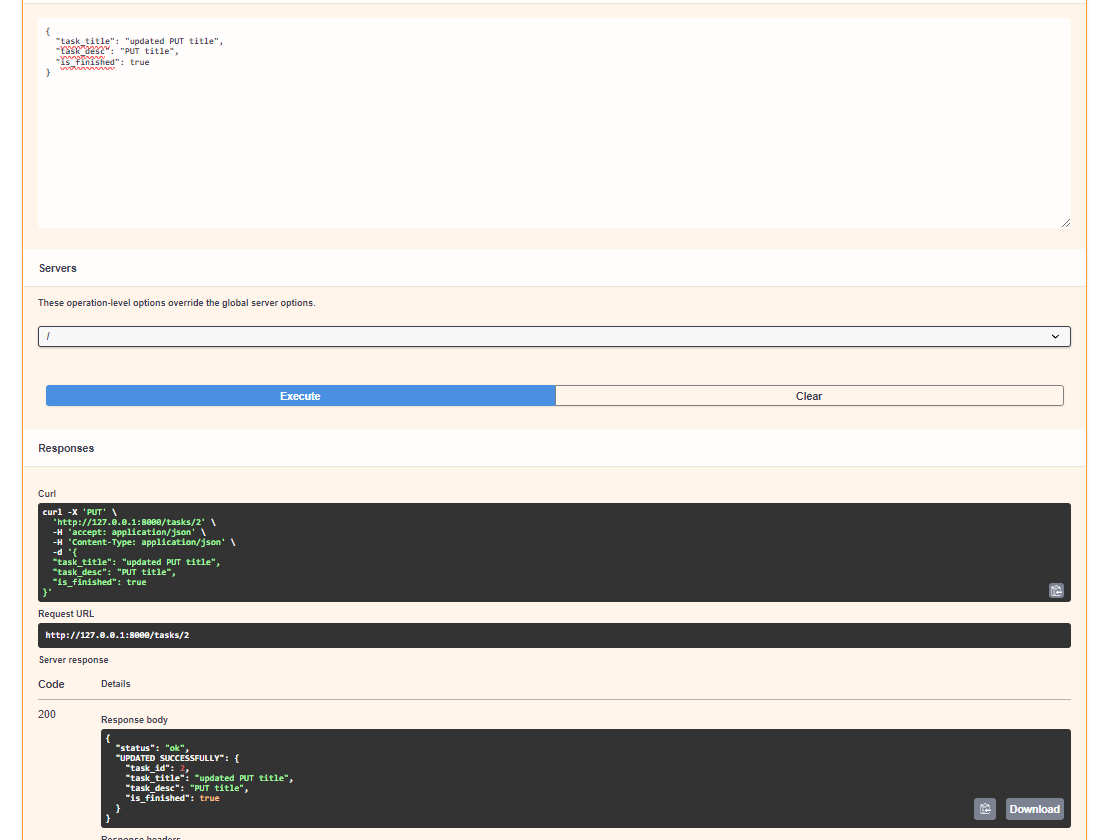 {
  "task_title": "updated PUT title",
  "task_desc": "PUT title",
  "is_finished": true
}
Servers
These operation-level options override the global server options.
/
Execute
Clear
Responses
Curl
curl -X 'PUT' \
  'http://127.0.0.1:8000/tasks/2' \
  -H 'accept: application/json' \
  -H 'Content-Type: application/json' \
  -d '{
  "task_title": "updated PUT title",
  "task_desc": "PUT title",
  "is_finished": true
}'
Request URL
http://127.0.0.1:8000/tasks/2
Server response
Code
Details
200
Response body
{
  "status": "ok",
  "UPDATED SUCCESSFULLY": {
    "task_id": 2,
    "task_title": "updated PUT title",
    "task_desc": "PUT title",
    "is_finished": true
  }
}
Download
Response headers